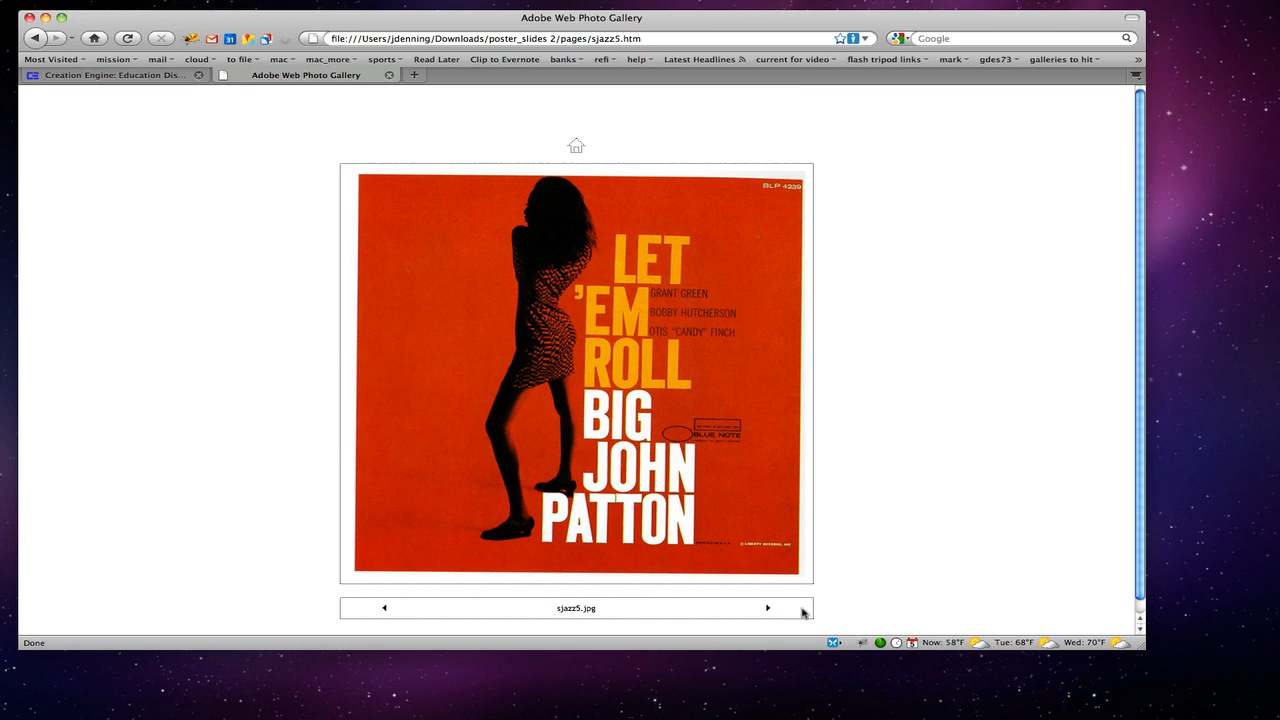 Adobe Web Photo Gallery
file:///Users/jdenning/Downloads/poster_slides 2/pages/sjazz5.htm
Google
Most Visited mission mail cloud to file mac mac_more sports Read Later Clip to Evernote banks refi help Latest Headlines current for video flash tripod links mark gdes73 galleries to hit »
Creation Engine: Education Dis...
Adobe Web Photo Gallery
BLP 4239
LET
'EM
ROLL
GRANT GREEN
BOBBY HUTCHERSON
OTIS "CANDY" FINCH
BIG
JOHN
PATTON
BLUE NOTE
© LIBERTY RECORDS, INC
sjazz5.jpg
Done
Now: 58°F Tue: 68°F Wed: 70°F